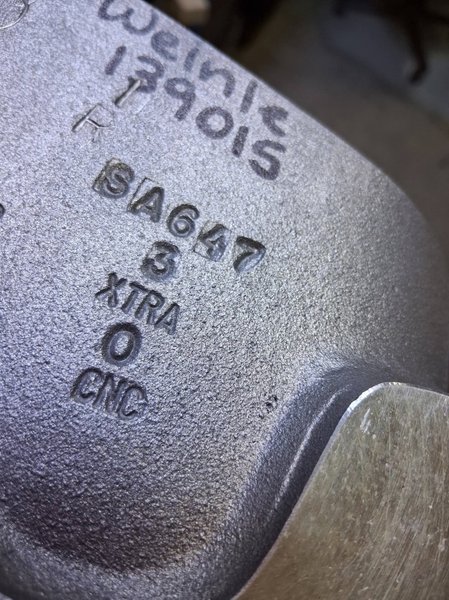 Weinle
139015
SA647
3
XTRA
0
CNC